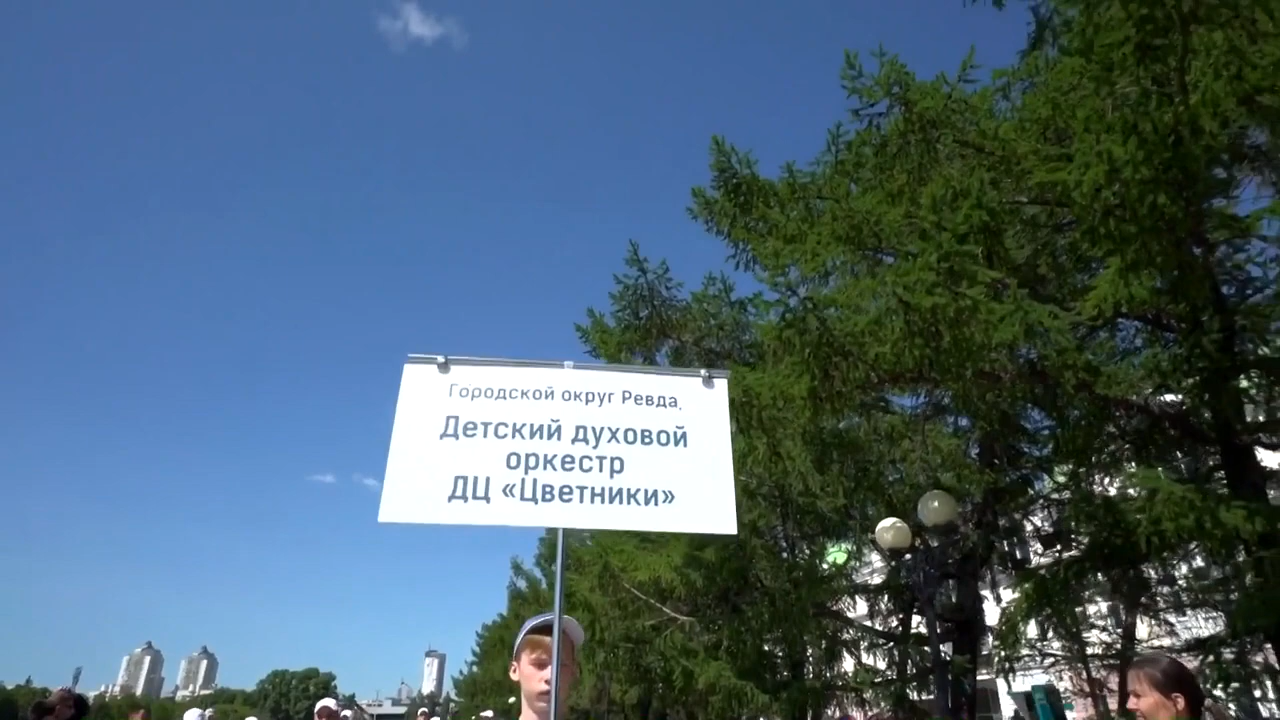 Городской округ Ревда,
Детский духовой
оркестр
ДЦ «Цветники»